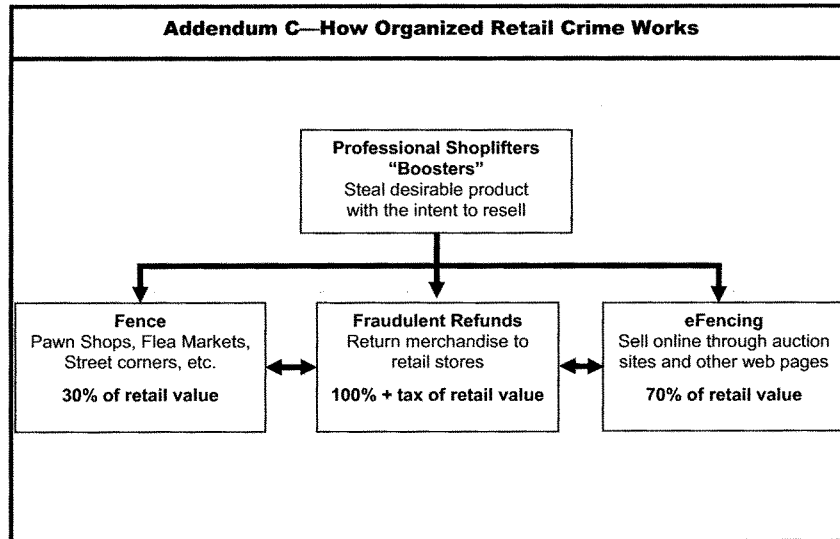 Addendum C—How Organized Retail Crime Works
Professional Shoplifters
“Boosters”
Steal desirable product
with the intent to resell
Fence
Pawn Shops, Flea Markets,
Street corners, etc.
30% of retail value
Fraudulent Refunds
Return merchandise to
retail stores
100% + tax of retail value
eFencing
Sell online through auction
sites and other web pages
70% of retail value